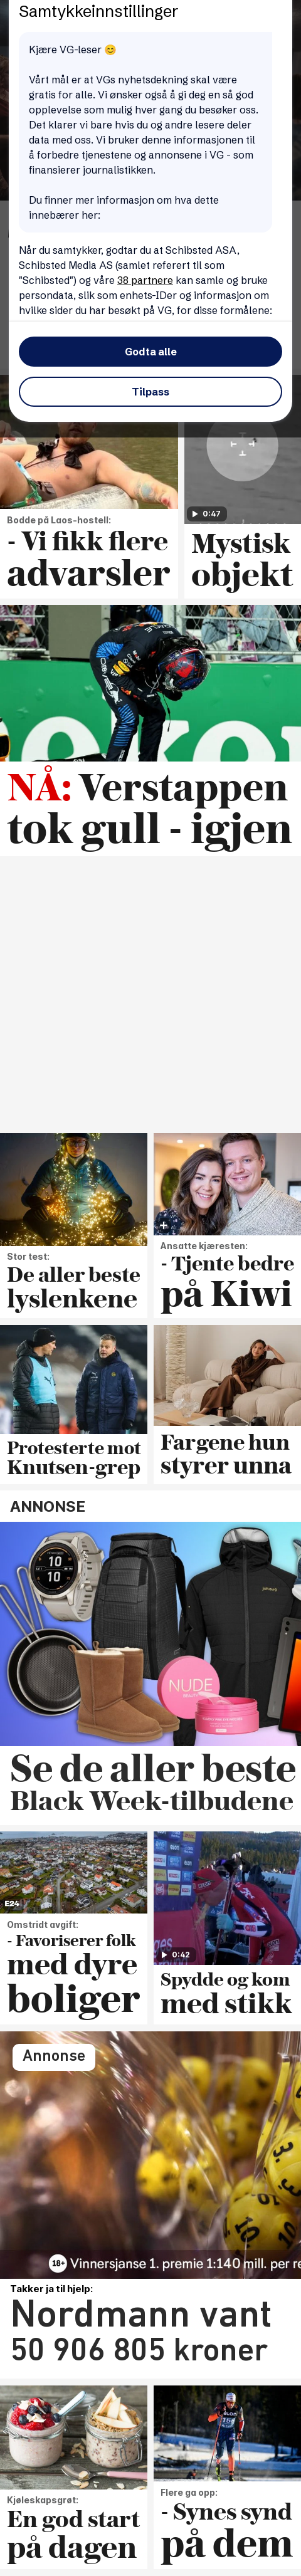 Samtykkeinnstillinger
Kjære VG-leser 😊
Vårt mål er at VGs nyhetsdekning skal være
gratis for alle. Vi ønsker også å gi deg en så god
opplevelse som mulig hver gang du besøker oss.
Det klarer vi bare hvis du og andre lesere deler
data med oss. Vi bruker denne informasjonen til
å forbedre tjenestene og annonsene i VG - som
finansierer journalistikken.
Du finner mer informasjon om hva dette
innebærer her:
Når du samtykker, godtar du at Schibsted ASA,
Schibsted Media AS (samlet referert til som
"Schibsted") og våre 38 partnere kan samle og bruke
persondata, slik som enhets-IDer og informasjon om
hvilke sider du har besøkt på VG, for disse formålene:
Godta alle
Tilpass
0:47
Bodde på Laos-hostell:
- Vi fikk flere
advarsler
Mystisk
objekt
NÅ: Verstappen
tok gull - igjen
Stor test:
De aller beste
lyslenkene
Ansatte kjæresten:
- Tjente bedre
på Kiwi
Protesterte mot
Knutsen-grep
Fargene hun
styrer unna
ANNONSE
NUDE
Se de aller beste
Black Week-tilbudene
E24
Omstridt avgift:
- Favoriserer folk
med dyre
boliger
0:42
Spydde og kom
med stikk
Annonse
18+ Vinnersjanse 1. premie 1:140 mill. per re
Takker ja til hjelp:
Nordmann vant
50 906 805 kroner
Kjøleskapsgrøt:
En god start
på dagen
Flere ga opp:
- Synes synd
på dem